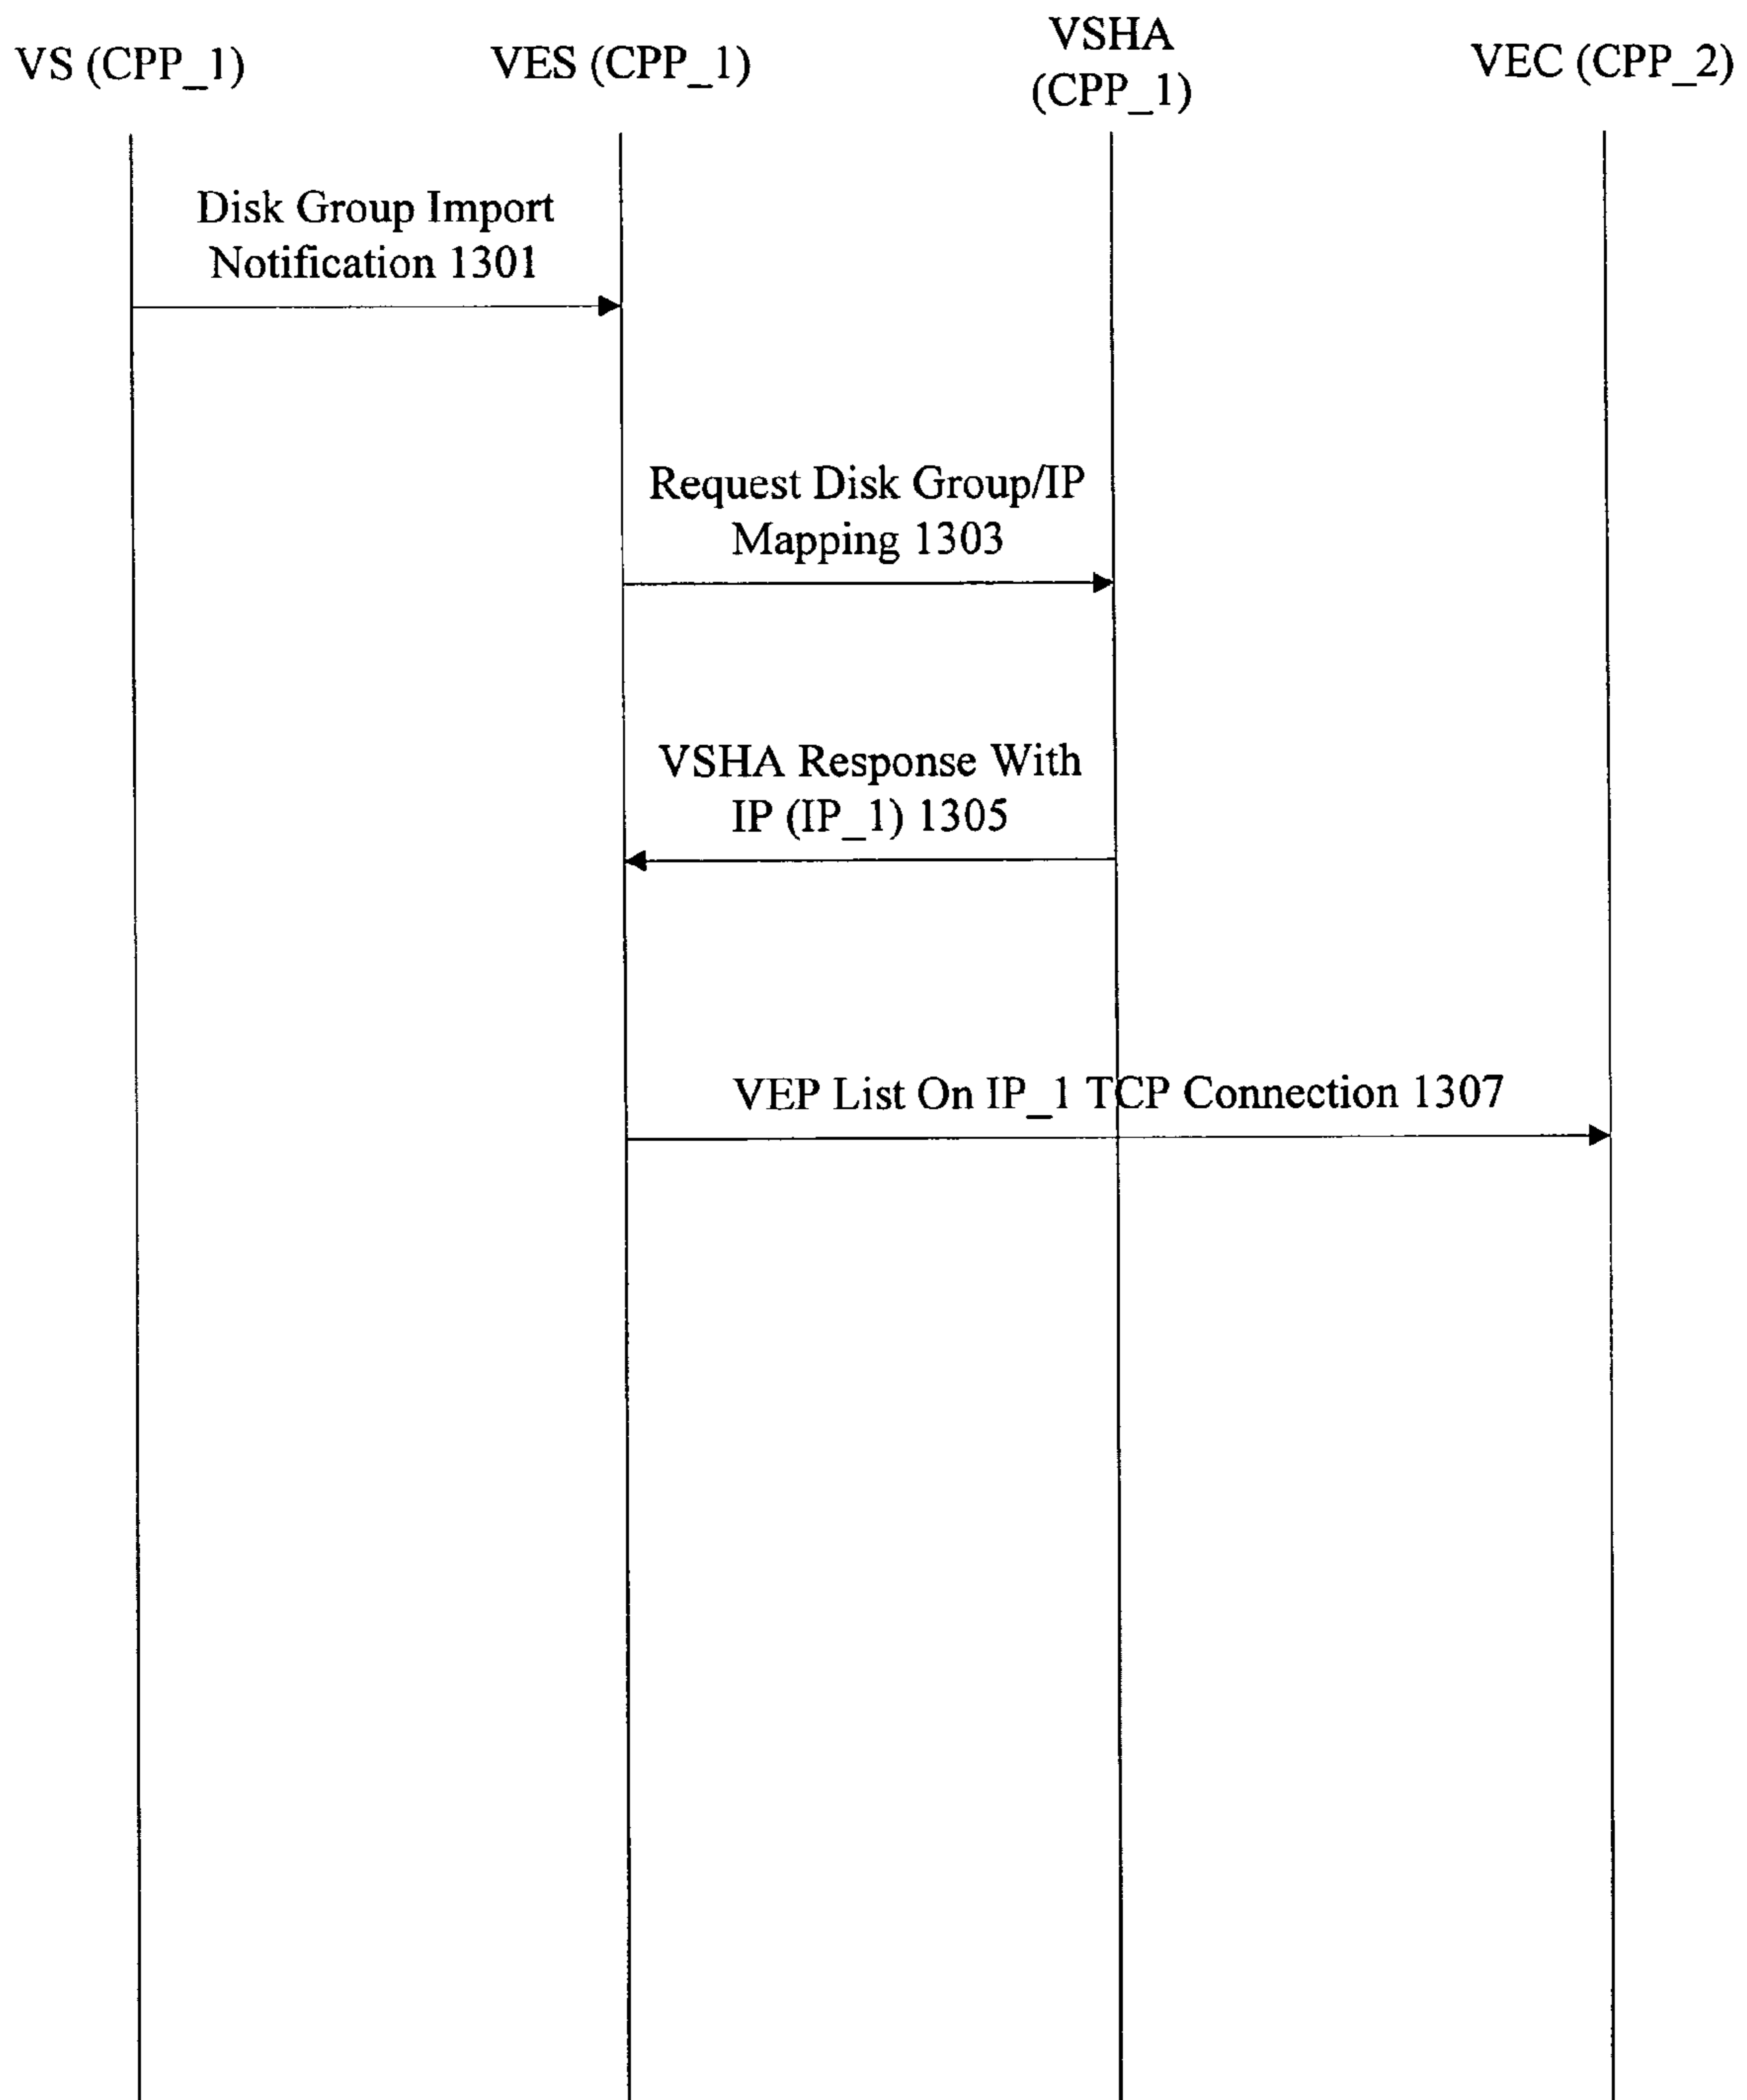 VS (CPP_1)
VES (CPP_1)
VSHA
(CPP_1)
VEC (CPP_2)
Disk Group Import
Notification 1301
Request Disk Group/IP
Mapping 1303
VSHA Response With
IP (IP_1) 1305
VEP List On IP_1 TCP Connection 1307